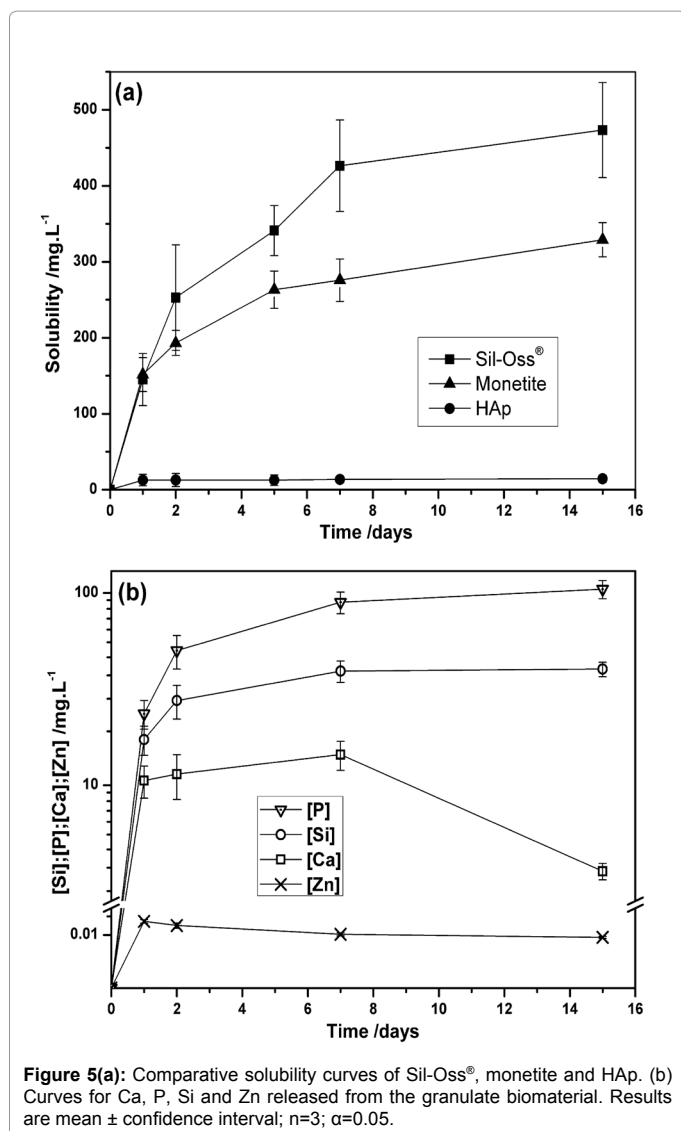 (a)
500
400
300
200
100
0
Solubility /mg.L⁻¹
Sil-Oss®
Monetite
HAp
0 2 4 6 8 10 12 14 16
Time /days
(b)
100
10
0.01
[Si];[P];[Ca];[Zn] /mg.L⁻¹
[P]
[Si]
[Ca]
[Zn]
0 2 4 6 8 10 12 14 16
Time /days
Figure 5(a): Comparative solubility curves of Sil-Oss®, monetite and HAp. (b)
Curves for Ca, P, Si and Zn released from the granulate biomaterial. Results
are mean ± confidence interval; n=3; α=0.05.